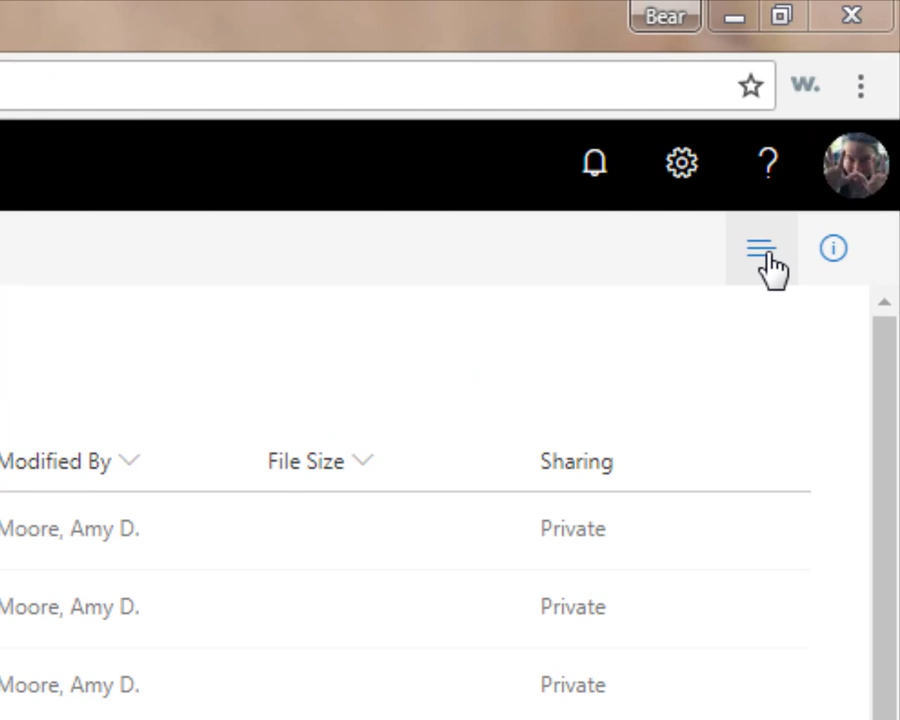 Bear
w.
?
Modified By File Size Sharing
Moore, Amy D. Private
Moore, Amy D. Private
Moore, Amy D. Private